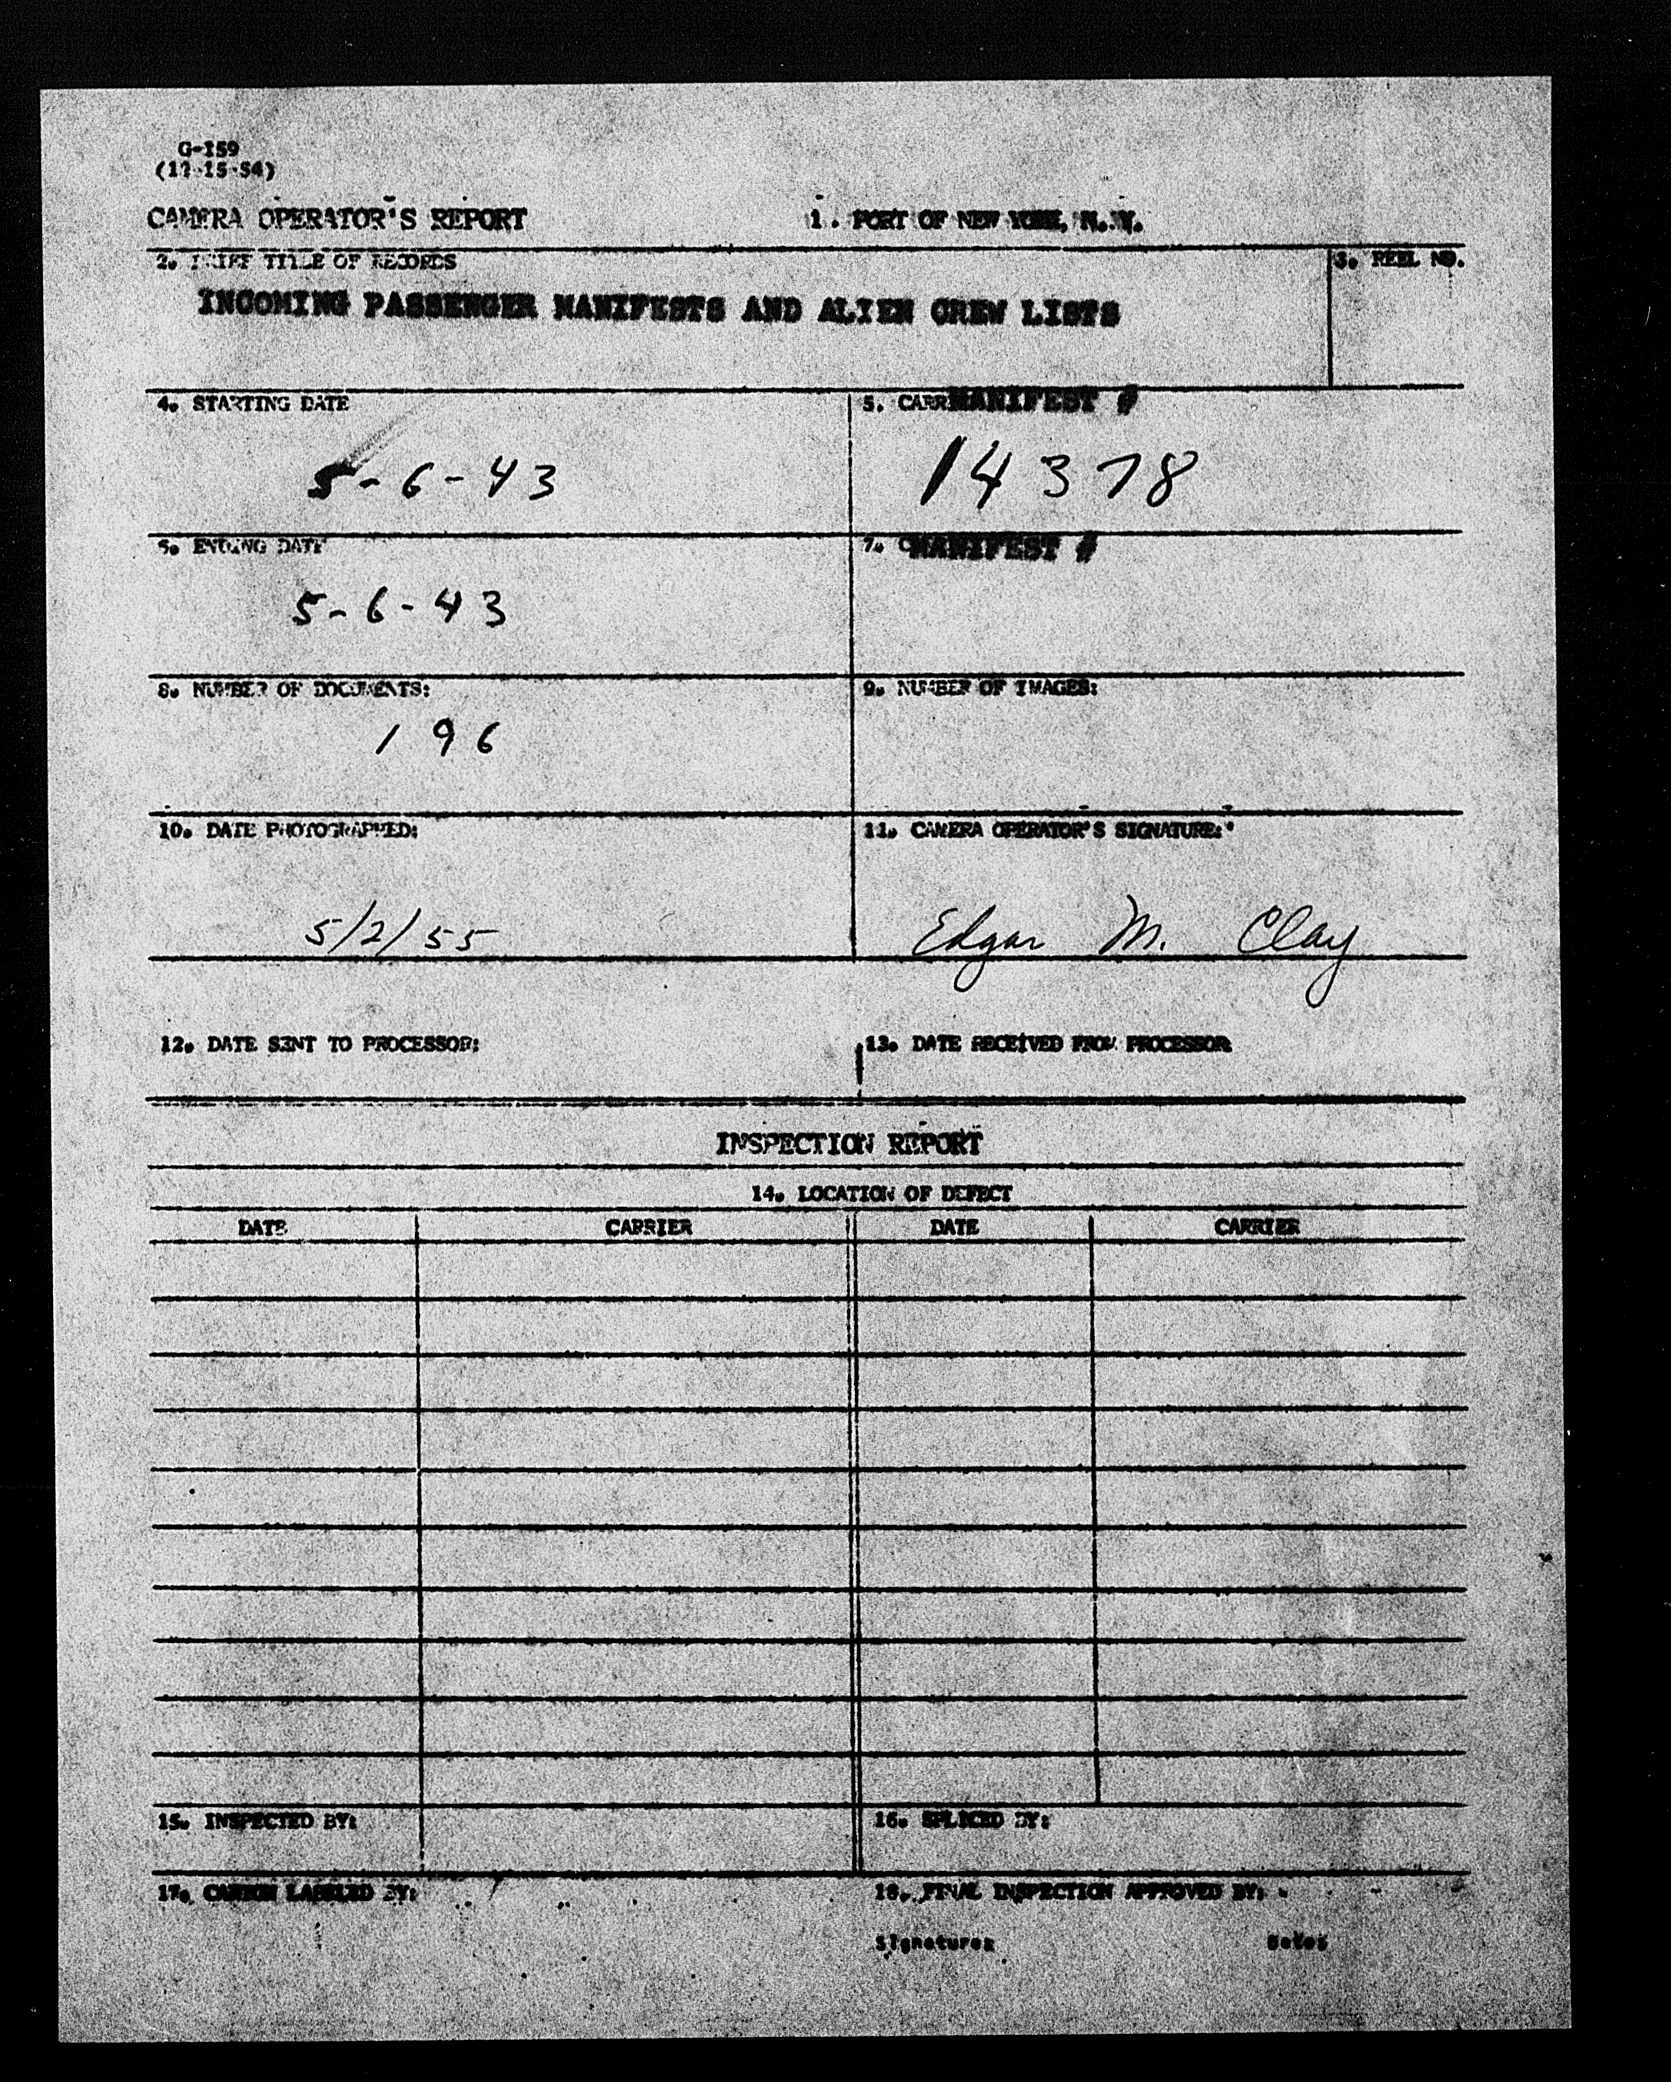 G-159
(12-15-54)
CAMERA OPERATOR'S REPORT
1. PORT OF NEW YORK, N. Y.
2. BRIEF TITLE OF RECORDS
3. REEL NO.
INCOMING PASSENGER MANIFESTS AND ALIEN CREW LISTS
4. STARTING DATE
5. CARR MANIFEST #
5-6-43
14378
6. ENDING DATE
7. C MANIFEST #
5-6-43
8. NUMBER OF DOCUMENTS:
9. NUMBER OF IMAGES:
196
10. DATE PHOTOGRAPHED:
11. CAMERA OPERATOR'S SIGNATURE:
5/2/55
Edgar M. Clay
12. DATE SENT TO PROCESSOR:
13. DATE RECEIVED FROM PROCESSOR
INSPECTION REPORT
14. LOCATION OF DEFECT
DATE CARRIER DATE CARRIER
15. INSPECTED BY:
16. SPLICED BY:
17. CARTON LABELED BY:
18. FINAL INSPECTION APPROVED BY:
Signature: Date: